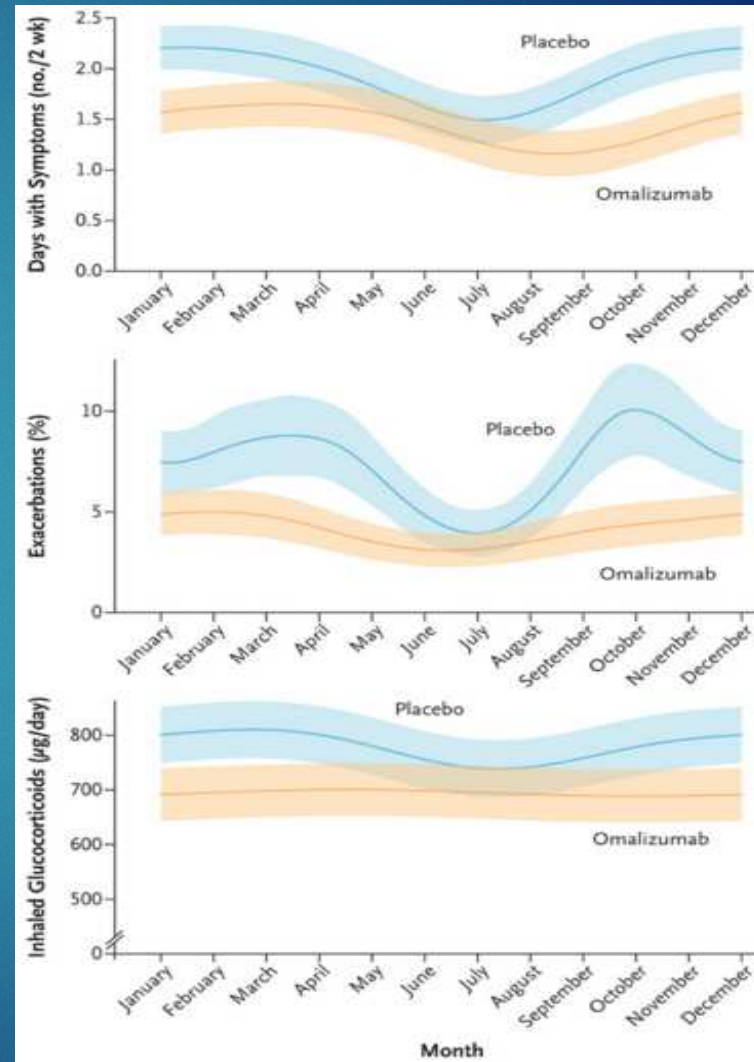 Days with Symptoms (no./2 wk)
2.5
2.0
1.5
1.0
0.5
0.0
Placebo
Omalizumab
January
February
March
April
May
June
July
August
September
October
November
December
Exacerbations (%)
10
5
0
Placebo
Omalizumab
January
February
March
April
May
June
July
August
September
October
November
December
Inhaled Glucocorticoids (µg/day)
800
700
600
500
0
Placebo
Omalizumab
January
February
March
April
May
June
July
August
September
October
November
December
Month